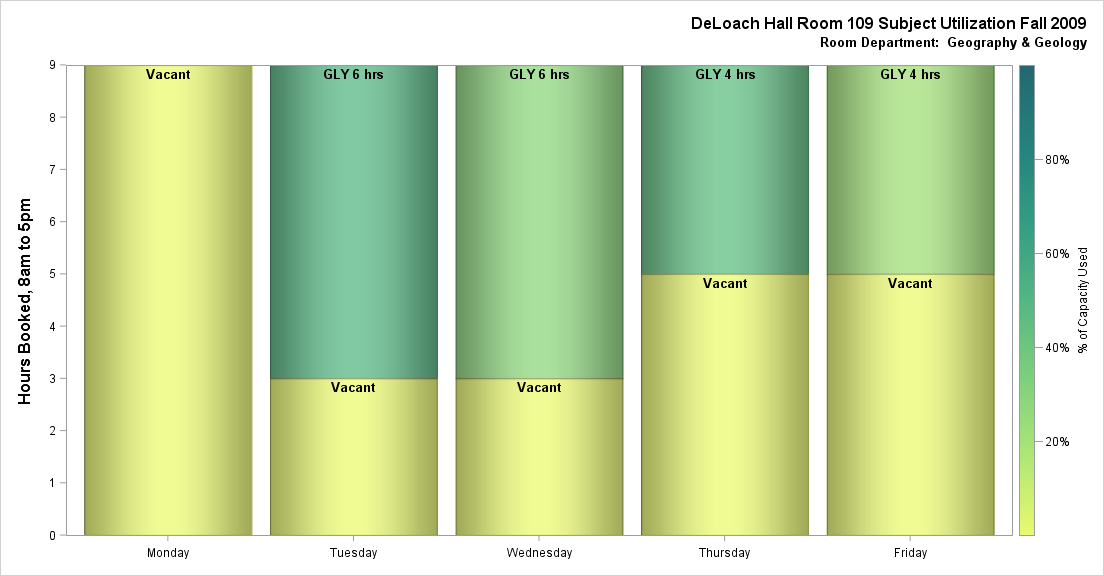 DeLoach Hall Room 109 Subject Utilization Fall 2009
Room Department: Geography & Geology
Hours Booked, 8am to 5pm
9
8
7
6
5
4
3
2
1
0
Vacant
GLY 6 hrs
GLY 6 hrs
GLY 4 hrs
GLY 4 hrs
Vacant
Vacant
Vacant
Vacant
Monday
Tuesday
Wednesday
Thursday
Friday
80%
60%
40%
20%
% of Capacity Used